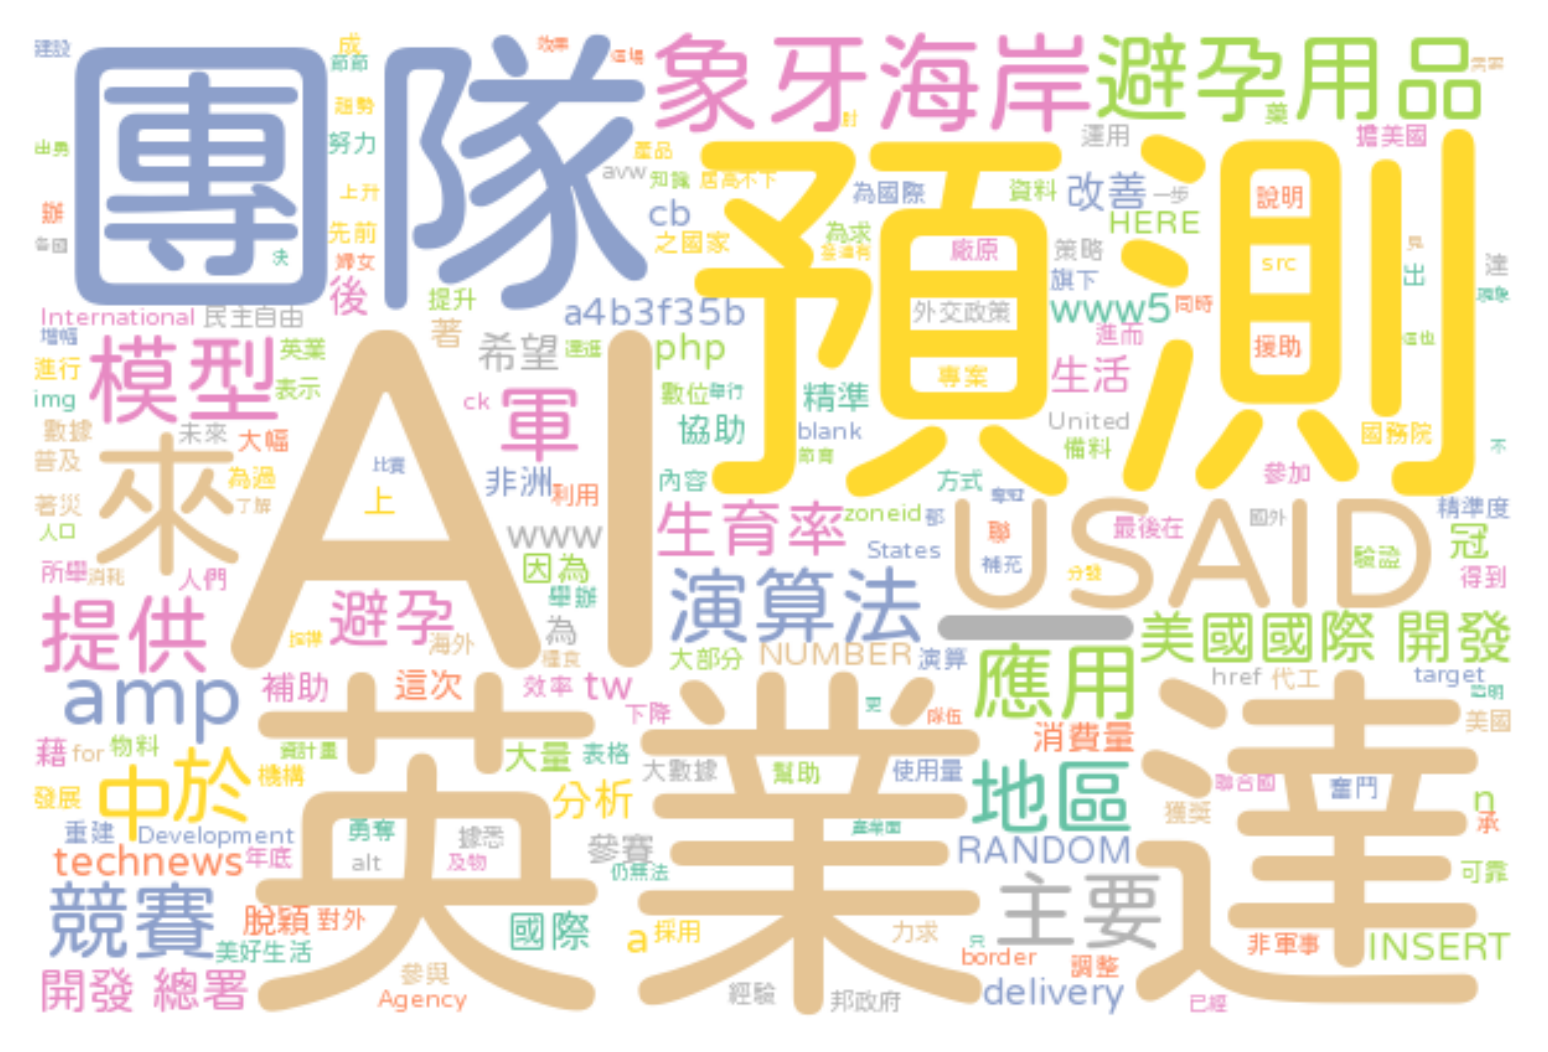 團隊
象牙海岸
避孕用品
預測
AI
英業達
USAID
建設
成
節節
趨勢
努力
上升
先前
婦女
後
提升
著
出勇
效率
產品
avw
知識
居高不下
cb
之國家
a4b3f35b
php
希望
運用
擔美國
藥
為國際
資料
改善
一步
HERE
為求
廠原
策略
旗下
外交政策
www5
同時
進而
專案
生活
說明
src
援助
出
達
International
民主自由
增幅
模型
英業
表示
進行
img
數據
未來
大幅
普及
來
為過
了解
著災
人口
所舉
消耗
人們
比賽
上
ck
軍
非洲
利用
www
因為
舉辦
為
數位
舉行
協助
精準
blank
節育
內容
方式
United
備料
國務院
參加
不
精準度
生育率
zoneid
都
States
聯
補充
最後在
國外
分發
驗證
冠
得到
提供
避孕
海外
糧食
演算法
大部分
NUMBER
演算
美國國際 開發
應用
href
代工
target
美國
amp
補助
這次
效率
tw
下降
更
隊伍
消費量
藉
for
物料
中
於
機構
大量
表格
大數據
幫助
使用量
地區
聯合國
奮鬥
獲獎
n
承
發展
重建
Development
勇奪
據悉
分析
參賽
仍無法
RANDOM
可靠
technews
年底
alt
及物
競賽
脫穎
對外
美好生活
國際
a
採用
力求
只
主要
border
調整
非軍事
INSERT
開發 總署
參與
Agency
經驗
邦政府
delivery
已經